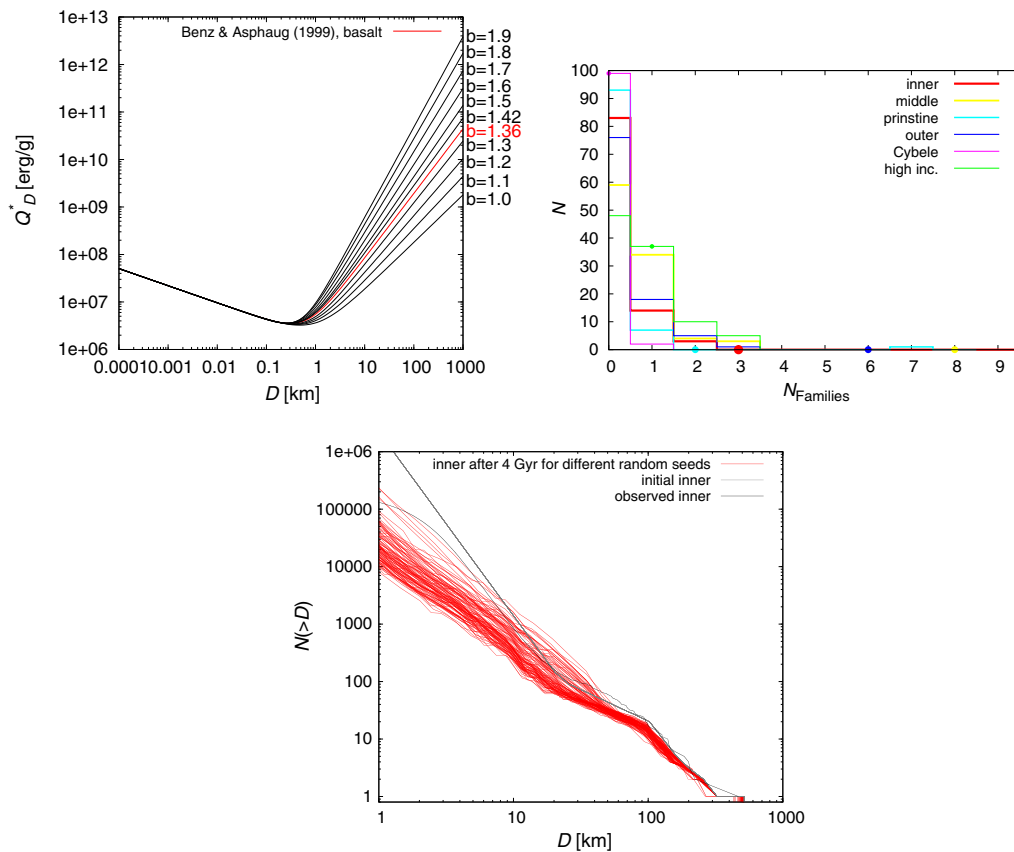 Benz & Asphaug (1999), basalt
1e+13
1e+12
1e+11
1e+10
1e+09
1e+08
1e+07
1e+06
Q*D [erg/g]
b=1.9
b=1.8
b=1.7
b=1.6
b=1.5
b=1.42
b=1.36
b=1.3
b=1.2
b=1.1
b=1.0
0.0001 0.001 0.01 0.1 1 10 100 1000
D [km]
100
90
80
70
60
50
40
30
20
10
0
N
inner
middle
prinstine
outer
Cybele
high inc.
0 1 2 3 4 5 6 7 8 9
NFamilies
1e+06
100000
10000
1000
100
10
1
N(>D)
inner after 4 Gyr for different random seeds
initial inner
observed inner
1 10 100 1000
D [km]